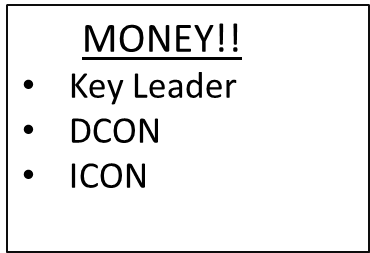 MONEY!!
• Key Leader
• DCON
• ICON